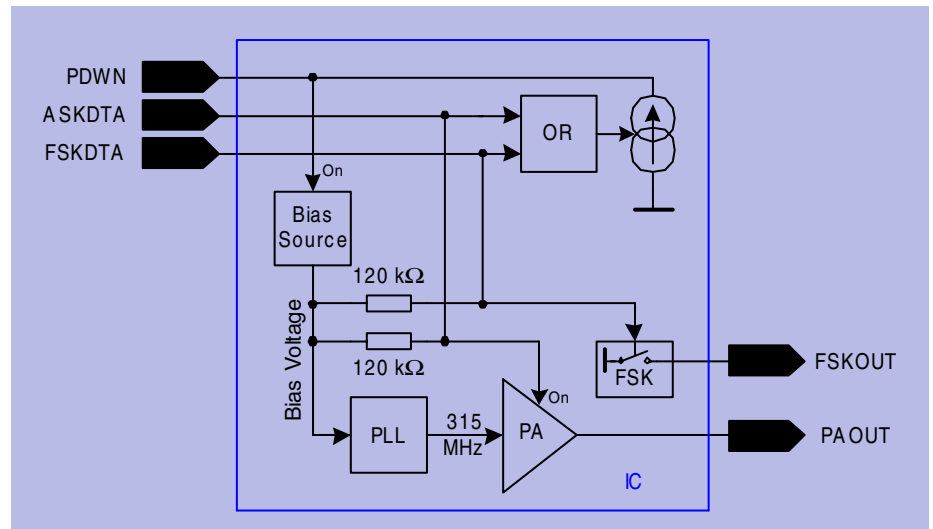 PDWN
ASKDTA
FSKDTA
OR
On
Bias
Source
120 kΩ
Bias Voltage
120 kΩ
FSK
FSKOUT
On
PLL
315
MHz
PA
PAOUT
IC